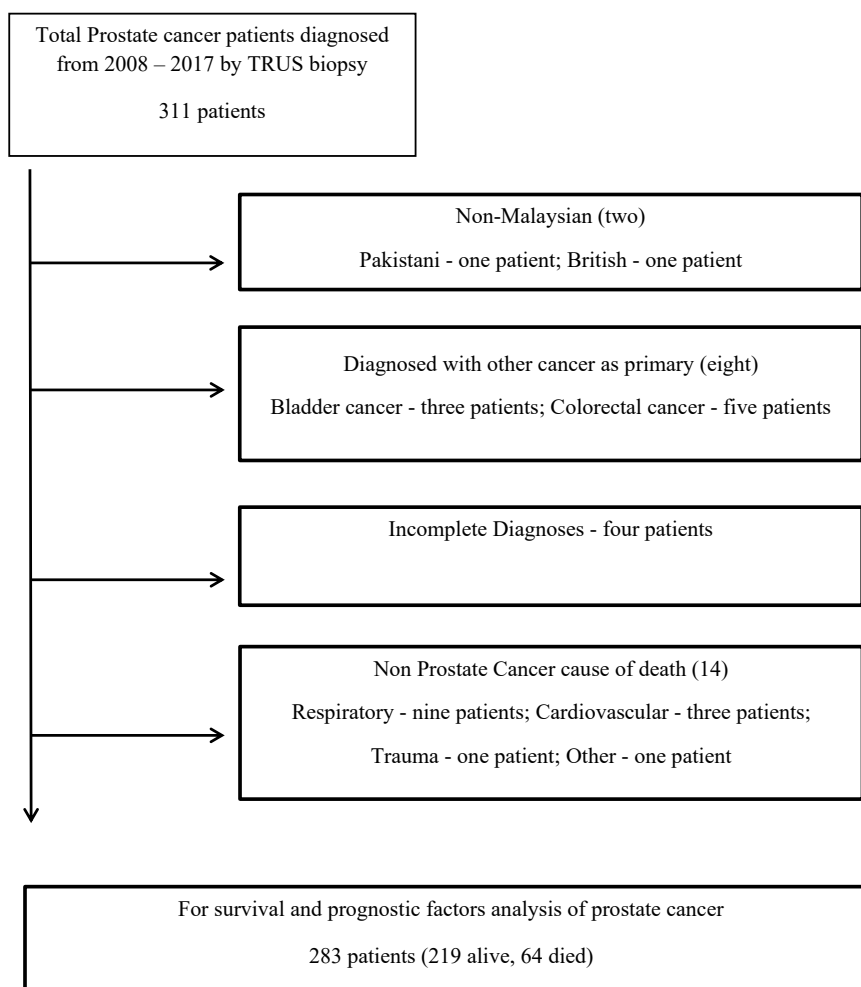 Total Prostate cancer patients diagnosed
from 2008 – 2017 by TRUS biopsy
311 patients
Non-Malaysian (two)
Pakistani - one patient; British - one patient
Diagnosed with other cancer as primary (eight)
Bladder cancer - three patients; Colorectal cancer - five patients
Incomplete Diagnoses - four patients
Non Prostate Cancer cause of death (14)
Respiratory - nine patients; Cardiovascular - three patients;
Trauma - one patient; Other - one patient
For survival and prognostic factors analysis of prostate cancer
283 patients (219 alive, 64 died)